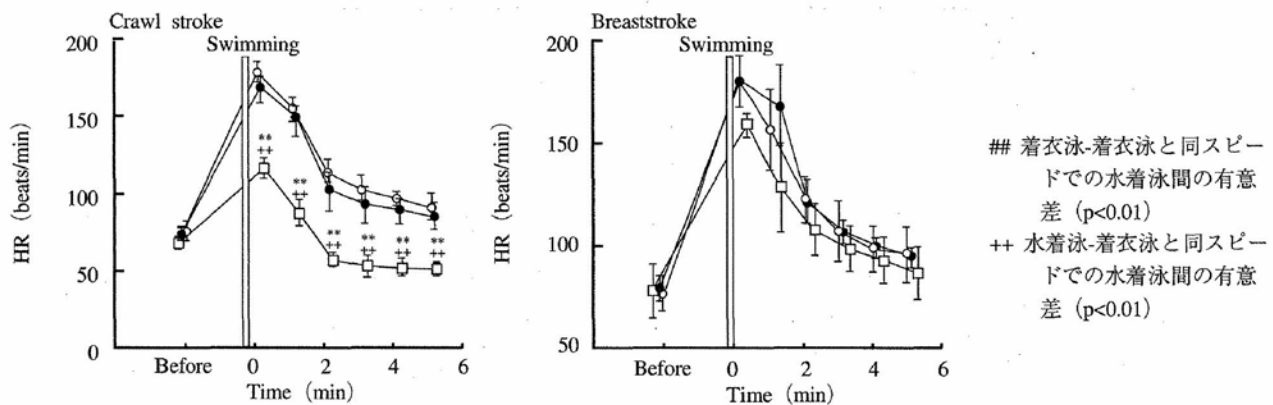 Crawl stroke
Swimming
200
150
100
50
0
HR (beats/min)
**
++
**
++
**
++
**
++
**
++
**
++
Before
0
2
4
6
Time (min)
Breaststroke
Swimming
200
150
100
50
HR (beats/min)
Before
0
2
4
6
Time (min)
## 着衣泳-着衣泳と同スピー
ドでの水着泳間の有意
差 (p<0.01)
++ 水着泳-着衣泳と同スピー
ドでの水着泳間の有意
差 (p<0.01)